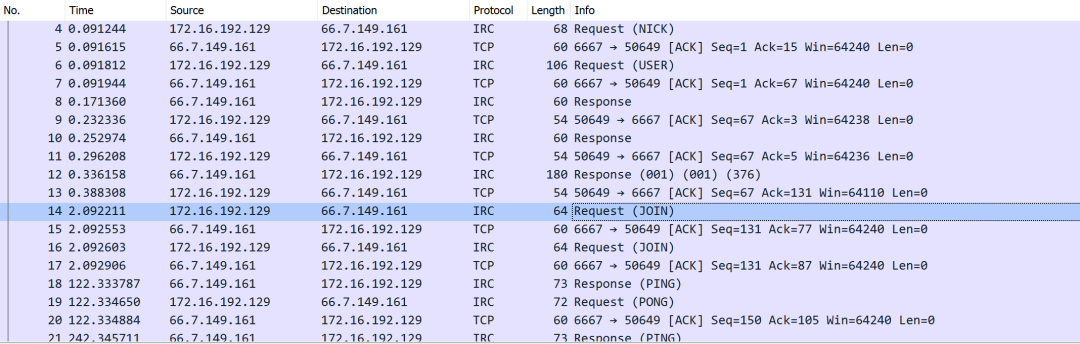 No. Time Source Destination Protocol Length Info
4 0.091244 172.16.192.129 66.7.149.161 IRC 68 Request (NICK)
5 0.091615 66.7.149.161 172.16.192.129 TCP 60 6667 → 50649 [ACK] Seq=1 Ack=15 Win=64240 Len=0
6 0.091812 172.16.192.129 66.7.149.161 IRC 106 Request (USER)
7 0.091944 66.7.149.161 172.16.192.129 TCP 60 6667 → 50649 [ACK] Seq=1 Ack=67 Win=64240 Len=0
8 0.171360 66.7.149.161 172.16.192.129 IRC 60 Response
9 0.232336 172.16.192.129 66.7.149.161 TCP 54 50649 → 6667 [ACK] Seq=67 Ack=3 Win=64238 Len=0
10 0.252974 66.7.149.161 172.16.192.129 IRC 60 Response
11 0.296208 172.16.192.129 66.7.149.161 TCP 54 50649 → 6667 [ACK] Seq=67 Ack=5 Win=64236 Len=0
12 0.336158 66.7.149.161 172.16.192.129 IRC 180 Response (001) (001) (376)
13 0.388308 172.16.192.129 66.7.149.161 TCP 54 50649 → 6667 [ACK] Seq=67 Ack=131 Win=64110 Len=0
14 2.092211 172.16.192.129 66.7.149.161 IRC 64 Request (JOIN)
15 2.092553 66.7.149.161 172.16.192.129 TCP 60 6667 → 50649 [ACK] Seq=131 Ack=77 Win=64240 Len=0
16 2.092603 172.16.192.129 66.7.149.161 IRC 64 Request (JOIN)
17 2.092906 66.7.149.161 172.16.192.129 TCP 60 6667 → 50649 [ACK] Seq=131 Ack=87 Win=64240 Len=0
18 122.333787 66.7.149.161 172.16.192.129 IRC 73 Response (PING)
19 122.334650 172.16.192.129 66.7.149.161 IRC 72 Request (PONG)
20 122.334884 66.7.149.161 172.16.192.129 TCP 60 6667 → 50649 [ACK] Seq=150 Ack=105 Win=64240 Len=0
21 242.345711 66.7.149.161 172.16.192.129 IRC 73 Response (PING)